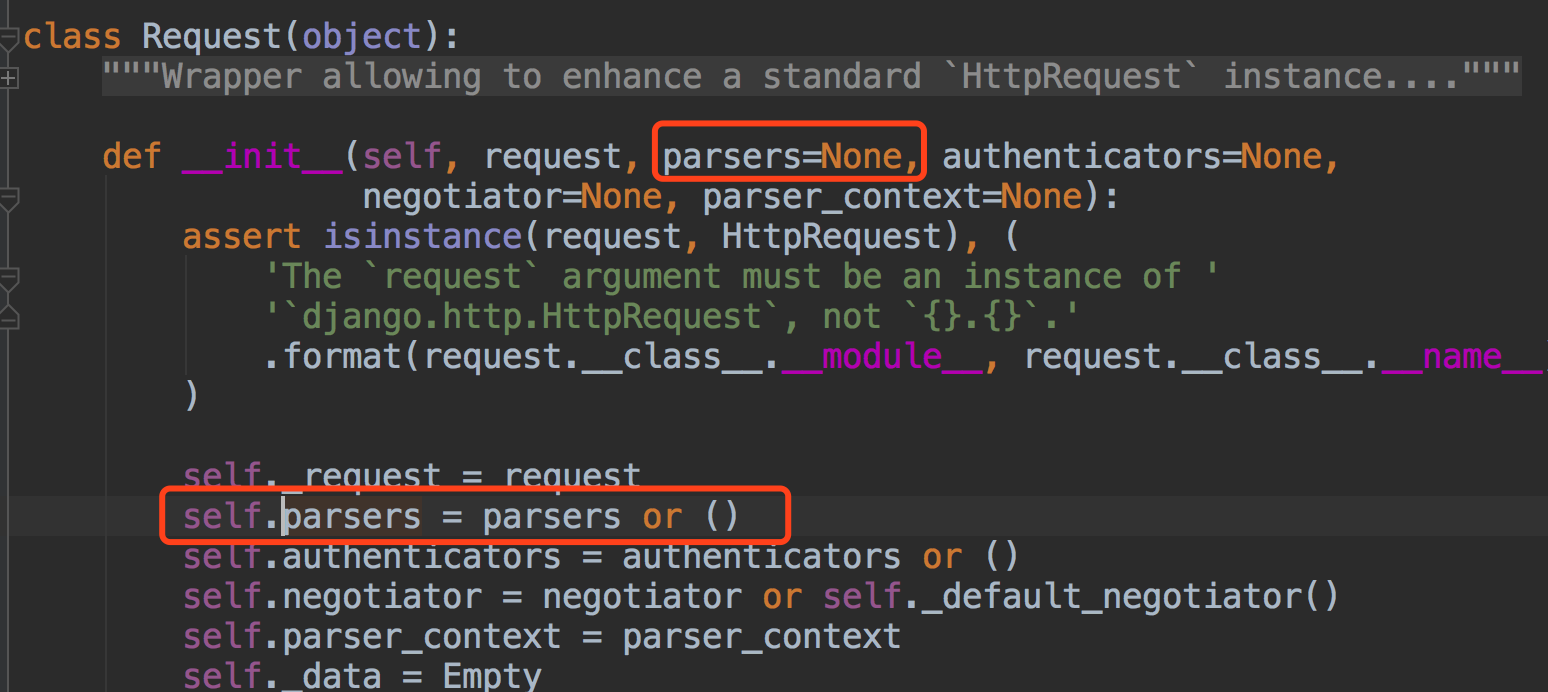 class Request(object):
"""Wrapper allowing to enhance a standard `HttpRequest` instance...."""
def __init__(self, request, parsers=None, authenticators=None,
negotiator=None, parser_context=None):
assert isinstance(request, HttpRequest), (
'The `request` argument must be an instance of '
'`django.http.HttpRequest`, not `{}.{}`.'
.format(request.__class__.__module__, request.__class__.__name__
)
self._request = request
self.parsers = parsers or ()
self.authenticators = authenticators or ()
self.negotiator = negotiator or self._default_negotiator()
self.parser_context = parser_context
self._data = Empty